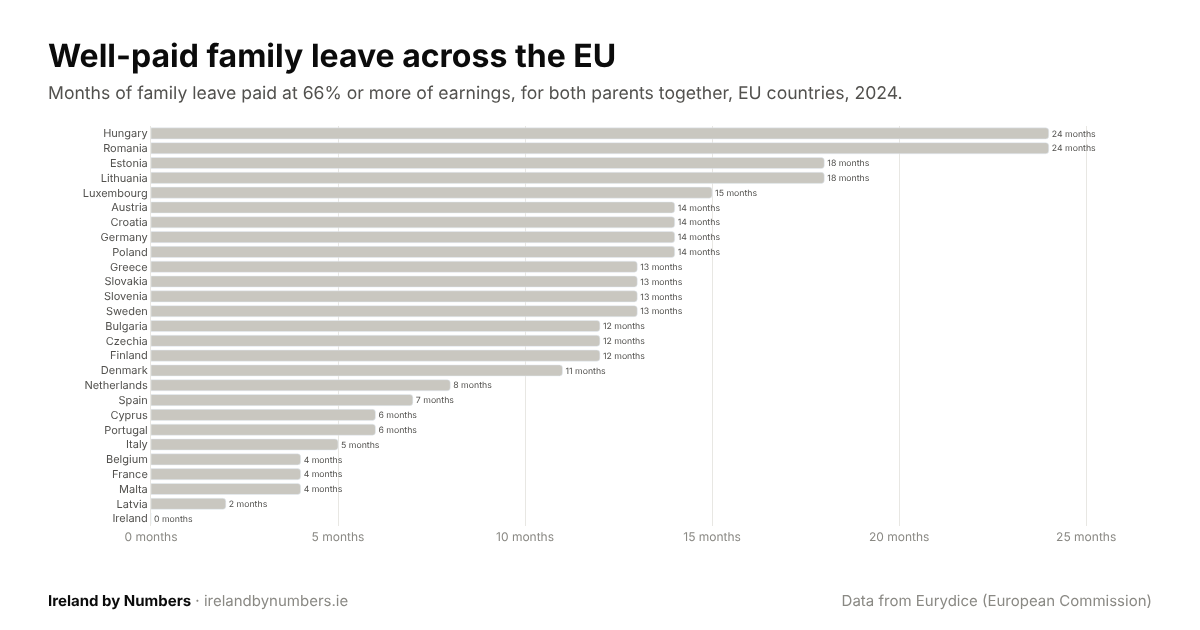 Well-paid family leave across the EU
Months of family leave paid at 66% or more of earnings, for both parents together, EU countries, 2024.
Hungary 24 months
Romania 24 months
Estonia 18 months
Lithuania 18 months
Luxembourg 15 months
Austria 14 months
Croatia 14 months
Germany 14 months
Poland 14 months
Greece 13 months
Slovakia 13 months
Slovenia 13 months
Sweden 13 months
Bulgaria 12 months
Czechia 12 months
Finland 12 months
Denmark 11 months
Netherlands 8 months
Spain 7 months
Cyprus 6 months
Portugal 6 months
Italy 5 months
Belgium 4 months
France 4 months
Malta 4 months
Latvia 2 months
Ireland 0 months
0 months 5 months 10 months 15 months 20 months 25 months
Ireland by Numbers · irelandbynumbers.ie Data from Eurydice (European Commission)